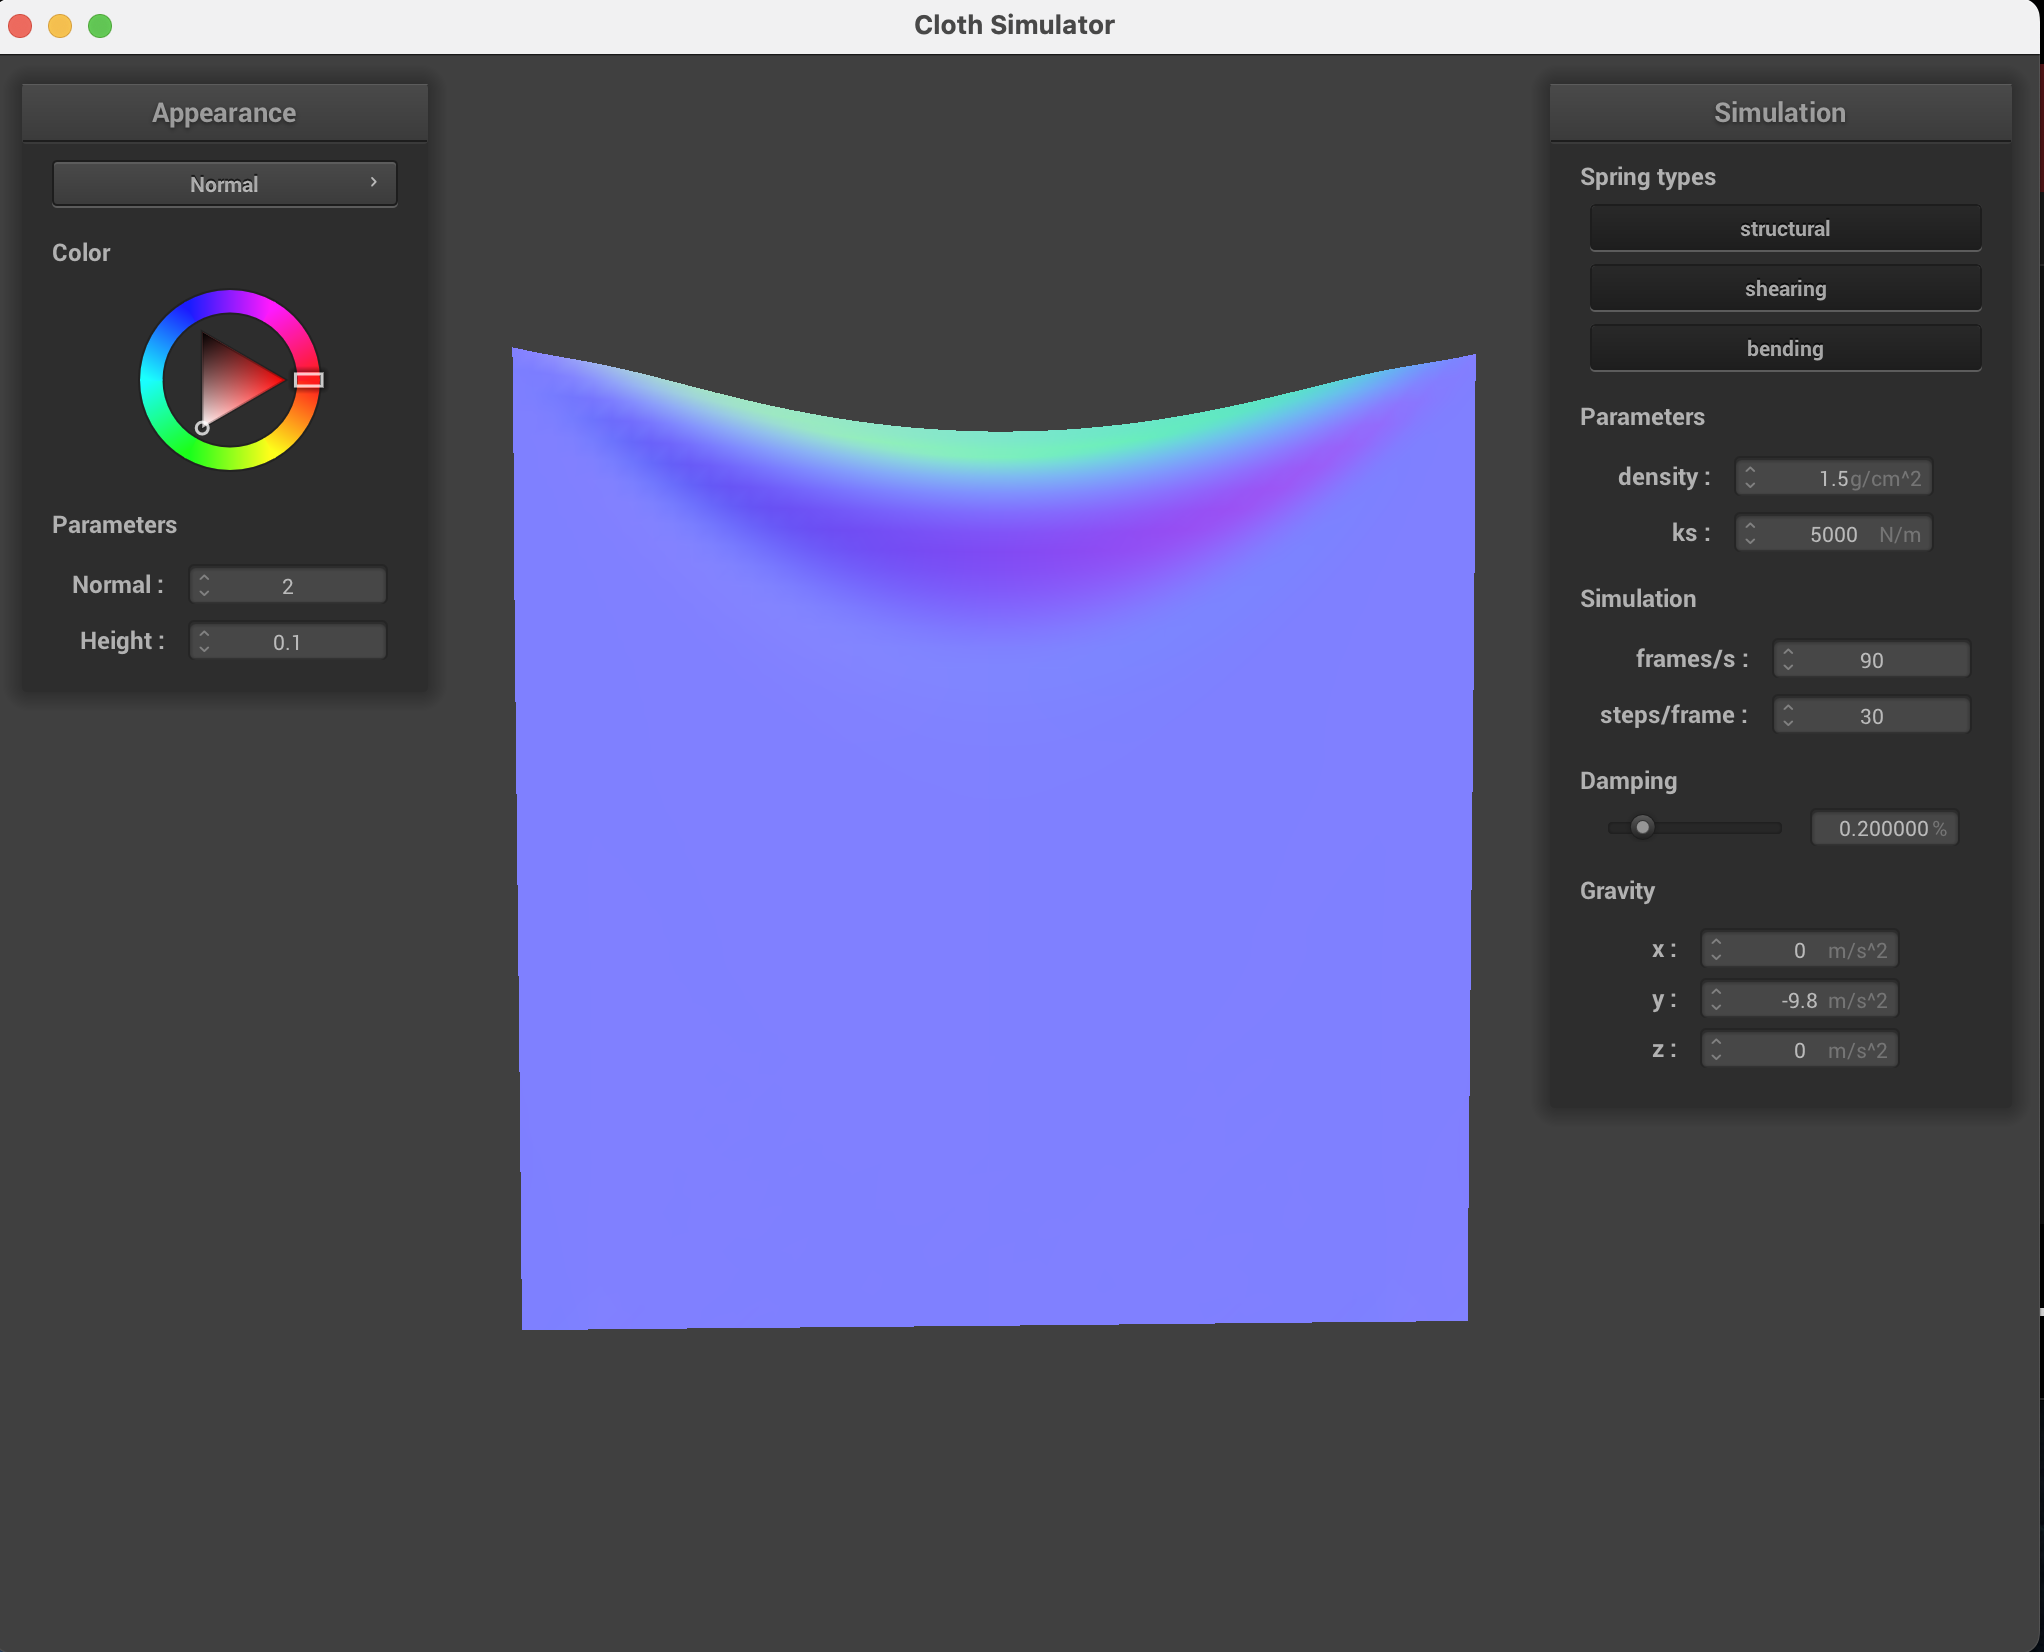 Cloth Simulator
Appearance
Normal
Color
Parameters
Normal : 2
Height : 0.1
Simulation
Spring types
structural
shearing
bending
Parameters
density : 1.5 g/cm^2
ks : 5000 N/m
Simulation
frames/s : 90
steps/frame : 30
Damping
0.200000 %
Gravity
x : 0 m/s^2
y : -9.8 m/s^2
z : 0 m/s^2